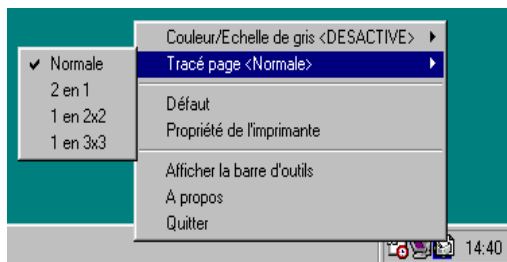 Couleur/Echelle de gris <DESACTIVE>
Tracé page <Normale>
Normale
2 en 1
1 en 2x2
1 en 3x3
Défaut
Propriété de l'imprimante
Afficher la barre d'outils
A propos
Quitter
14:40